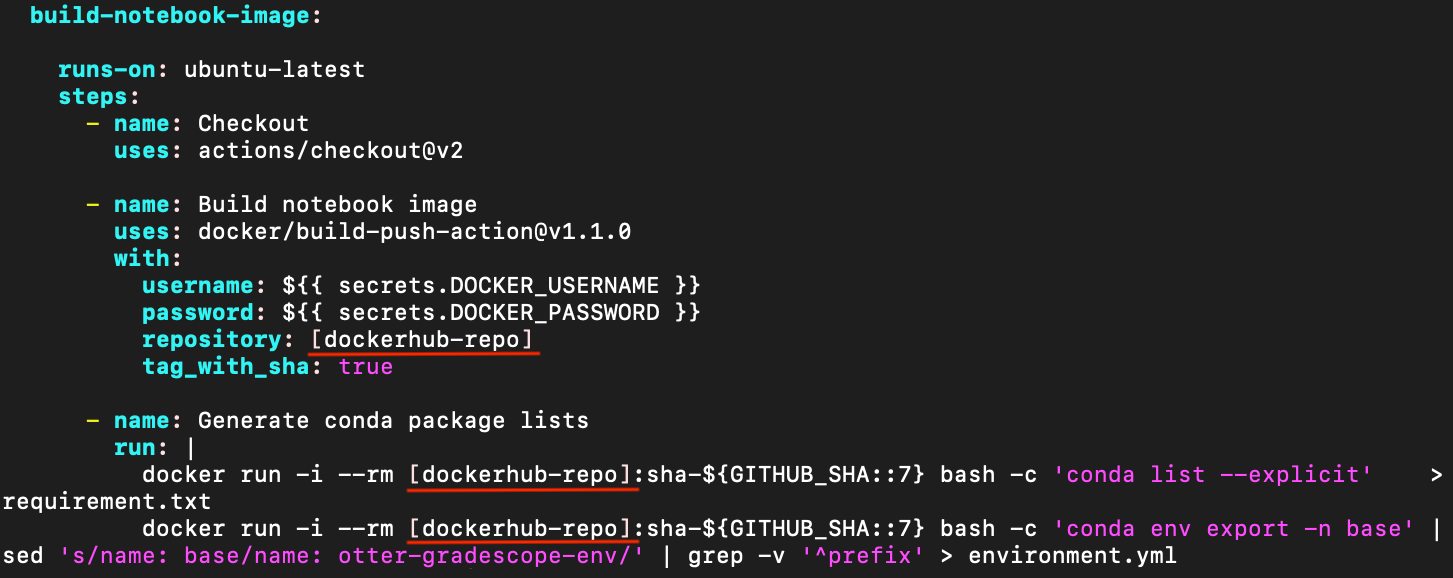 build-notebook-image:
runs-on: ubuntu-latest
steps:
- name: Checkout
uses: actions/checkout@v2
- name: Build notebook image
uses: docker/build-push-action@v1.1.0
with:
username: ${{ secrets.DOCKER_USERNAME }}
password: ${{ secrets.DOCKER_PASSWORD }}
repository: [dockerhub-repo]
tag_with_sha: true
- name: Generate conda package lists
run: |
docker run -i --rm [dockerhub-repo]:sha-${GITHUB_SHA::7} bash -c 'conda list --explicit'    >
requirement.txt
docker run -i --rm [dockerhub-repo]:sha-${GITHUB_SHA::7} bash -c 'conda env export -n base' |
sed 's/name: base/name: otter-gradescope-env/' | grep -v '^prefix' > environment.yml